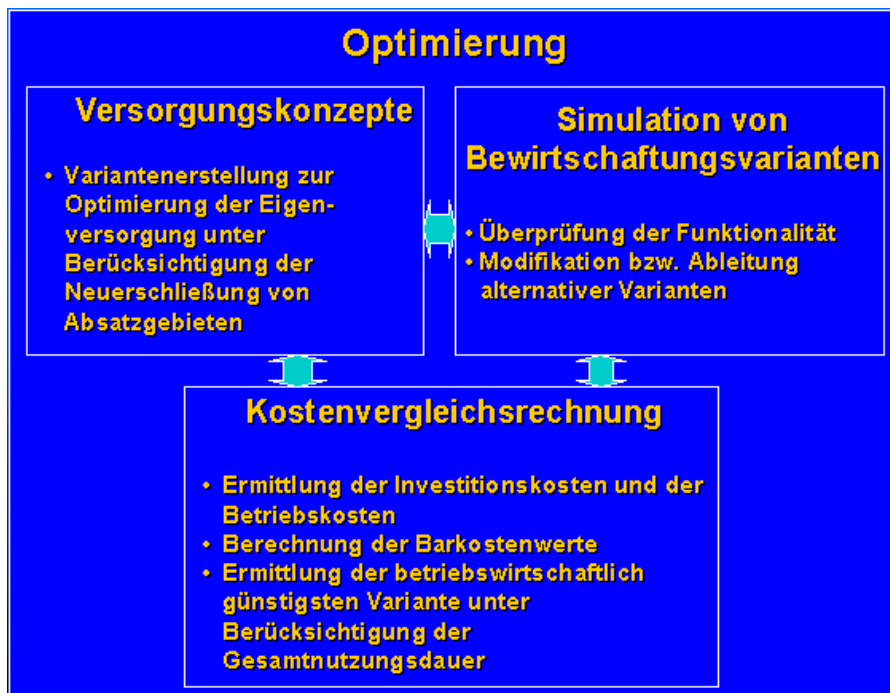 Optimierung
Versorgungskonzepte
• Variantenerstellung zur
Optimierung der Eigen-
versorgung unter
Berücksichtigung der
Neuerschließung von
Absatzgebieten
Simulation von
Bewirtschaftungsvarianten
• Überprüfung der Funktionalität
• Modifikation bzw. Ableitung
alternativer Varianten
Kostenvergleichsrechnung
• Ermittlung der Investitionskosten und der
Betriebskosten
• Berechnung der Barkostenwerte
• Ermittlung der betriebswirtschaftlich
günstigsten Variante unter
Berücksichtigung der
Gesamtnutzungsdauer